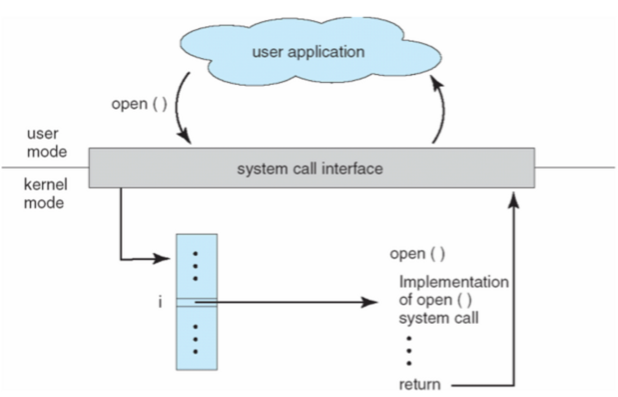 user application
open ( )
user
mode
system call interface
kernel
mode
open ( )
i
Implementation
of open ( )
system call
return